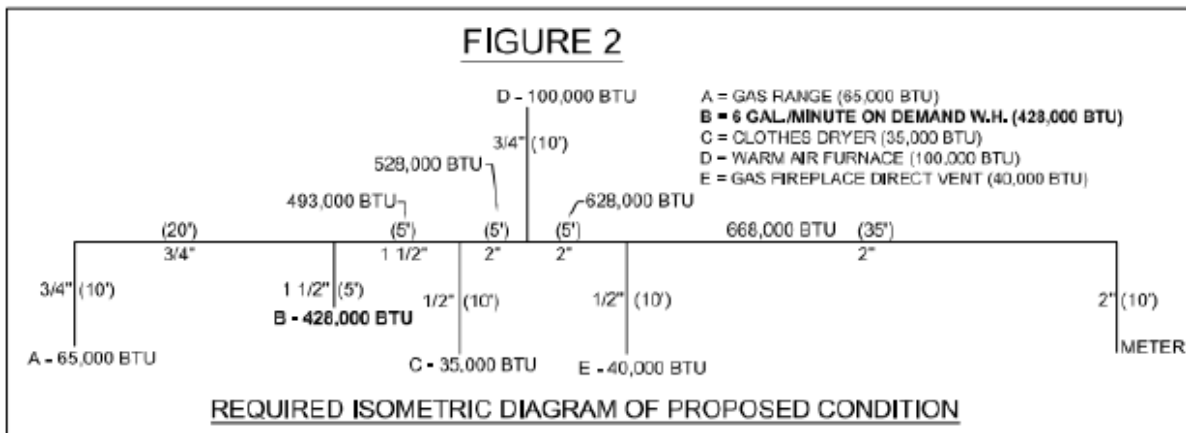 FIGURE 2
D - 100,000 BTU
A = GAS RANGE (65,000 BTU)
B = 6 GAL./MINUTE ON DEMAND W.H. (428,000 BTU)
C = CLOTHES DRYER (35,000 BTU)
D = WARM AIR FURNACE (100,000 BTU)
E = GAS FIREPLACE DIRECT VENT (40,000 BTU)
3/4" (10')
528,000 BTU
493,000 BTU
628,000 BTU
(20') (5') (5') (5') 668,000 BTU (35')
3/4" 1 1/2" 2" 2" 2"
3/4" (10') 1 1/2" (5') 1/2" (10') 1/2" (10') 2" (10')
B - 428,000 BTU
A - 65,000 BTU C - 35.000 BTU E - 40,000 BTU METER
REQUIRED ISOMETRIC DIAGRAM OF PROPOSED CONDITION